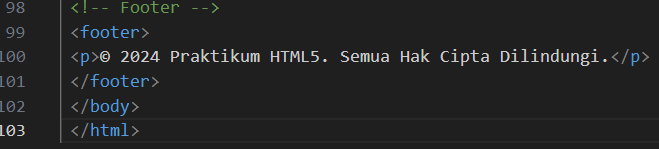 98 <!-- Footer -->
99 <footer>
100 <p>© 2024 Praktikum HTML5. Semua Hak Cipta Dilindungi.</p>
101 </footer>
102 </body>
103 </html>